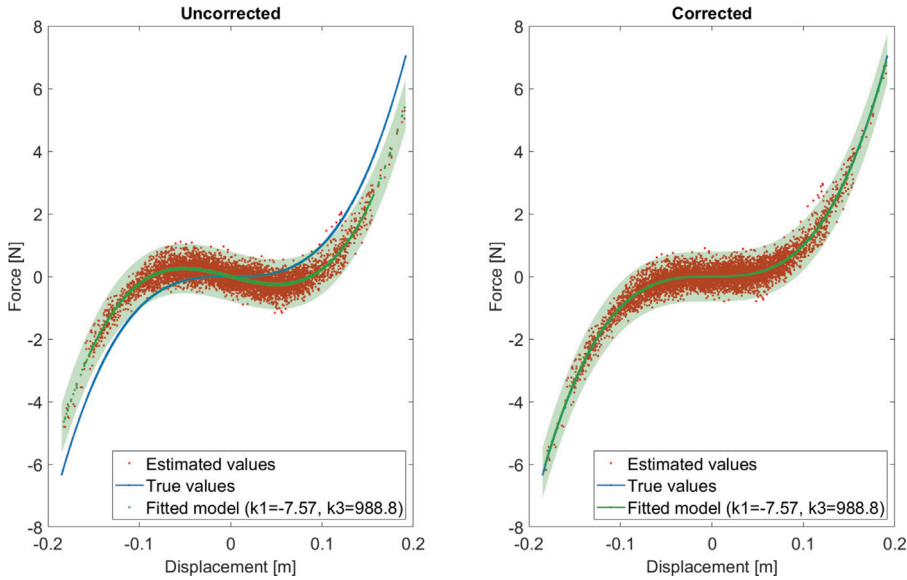 Uncorrected
8
6
4
2
0
-2
-4
-6
-8
Force [N]
-0.2
-0.1
0
0.1
0.2
Displacement [m]
Estimated values
True values
Fitted model (k1=-7.57, k3=988.8)
Corrected
8
6
4
2
0
-2
-4
-6
-8
Force [N]
-0.2
-0.1
0
0.1
0.2
Displacement [m]
Estimated values
True values
Fitted model (k1=-7.57, k3=988.8)